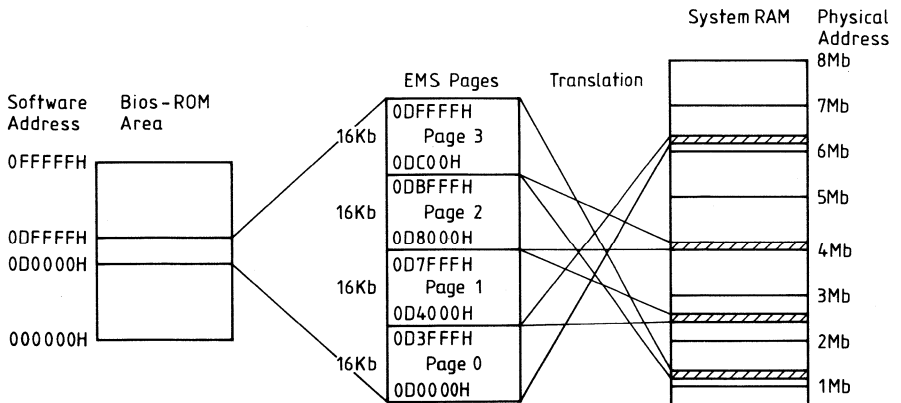 System RAM
Physical
Address
8Mb
7Mb
6Mb
5Mb
4Mb
3Mb
2Mb
1Mb
EMS Pages
Translation
0DFFFFH
Page 3
0DC00H
0DBFFFH
Page 2
0D8000H
0D7FFFH
Page 1
0D4000H
0D3FFFH
Page 0
0D0000H
16Kb
16Kb
16Kb
16Kb
Software
Address
Bios-ROM
Area
0FFFFFH
0DFFFFH
0D0000H
000000H